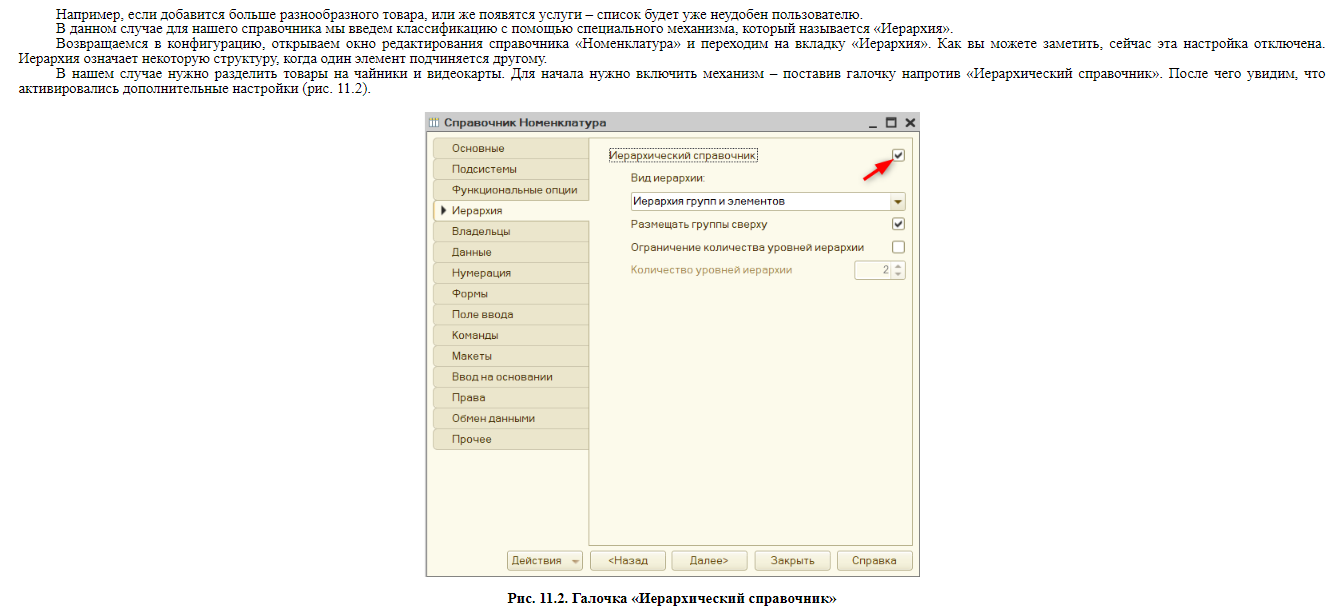 Например, если добавится больше разнообразного товара, или же появятся услуги – список будет уже неудобен пользователю.
В данном случае для нашего справочника мы введем классификацию с помощью специального механизма, который называется «Иерархия».
Возвращаемся в конфигурацию, открываем окно редактирования справочника «Номенклатура» и переходим на вкладку «Иерархия». Как вы можете заметить, сейчас эта настройка отключена.
Иерархия означает некоторую структуру, когда один элемент подчиняется другому.
В нашем случае нужно разделить товары на чайники и видеокарты. Для начала нужно включить механизм – поставив галочку напротив «Иерархический справочник». После чего увидим, что
активировались дополнительные настройки (рис. 11.2).
Справочник Номенклатура
Основные
Подсистемы
Функциональные опции
Иерархия
Владельцы
Данные
Нумерация
Формы
Поле ввода
Команды
Макеты
Ввод на основании
Права
Обмен данными
Прочее
Иерархический справочник
Вид иерархии:
Иерархия групп и элементов
Размещать группы сверху
Ограничение количества уровней иерархии
Количество уровней иерархии 2
Действия <Назад Далее> Закрыть Справка
Рис. 11.2. Галочка «Иерархический справочник»